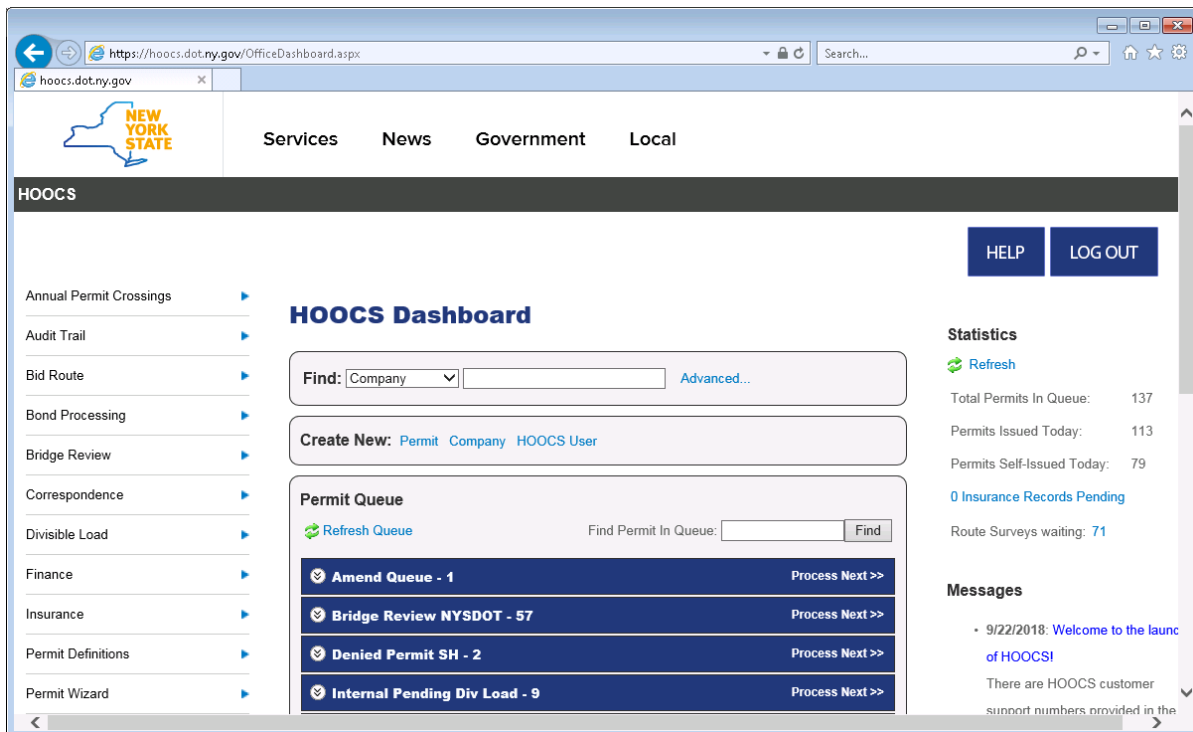 https://hoocs.dot.ny.gov/OfficeDashboard.aspx
Search...
hoocs.dot.ny.gov
NEW
YORK
STATE
Services News Government Local
HOOCS
HELP LOG OUT
Annual Permit Crossings
Audit Trail
Bid Route
Bond Processing
Bridge Review
Correspondence
Divisible Load
Finance
Insurance
Permit Definitions
Permit Wizard
HOOCS Dashboard
Find: Company Advanced...
Create New: Permit Company HOOCS User
Permit Queue
Refresh Queue Find Permit In Queue: Find
Amend Queue - 1 Process Next >>
Bridge Review NYSDOT - 57 Process Next >>
Denied Permit SH - 2 Process Next >>
Internal Pending Div Load - 9 Process Next >>
Statistics
Refresh
Total Permits In Queue: 137
Permits Issued Today: 113
Permits Self-Issued Today: 79
0 Insurance Records Pending
Route Surveys waiting: 71
Messages
• 9/22/2018: Welcome to the launc
of HOOCS!
There are HOOCS customer
support numbers provided in the